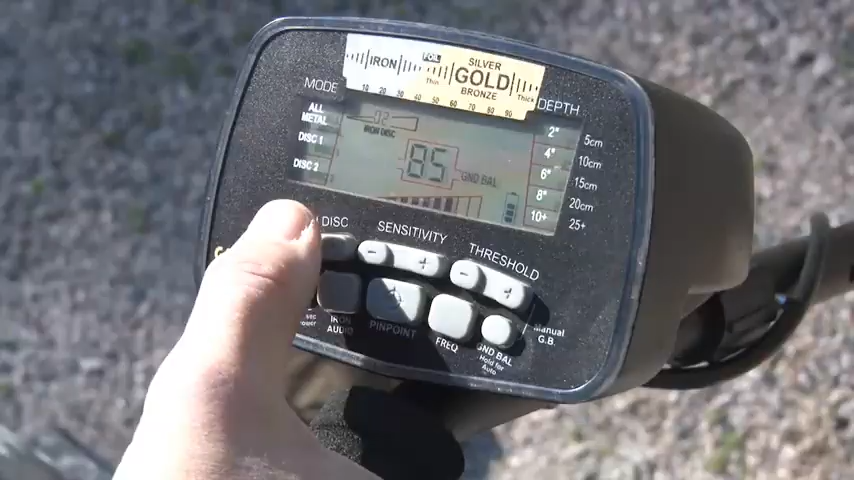 IRON
FOIL
SILVER
GOLD
BRONZE
Thin
Thick
10 20 30 40 50 60 70 80 90
MODE
DEPTH
ALL
METAL
DISC 1
DISC 2
02
IRON DISC
85
GND BAL
2"
4"
6"
8"
10+
5cm
10cm
15cm
20cm
25+
DISC
SENSITIVITY
THRESHOLD
- +
- +
IRON
AUDIO
PINPOINT
FREQ
GND BAL
Hold for
Auto
Manual
G.B.